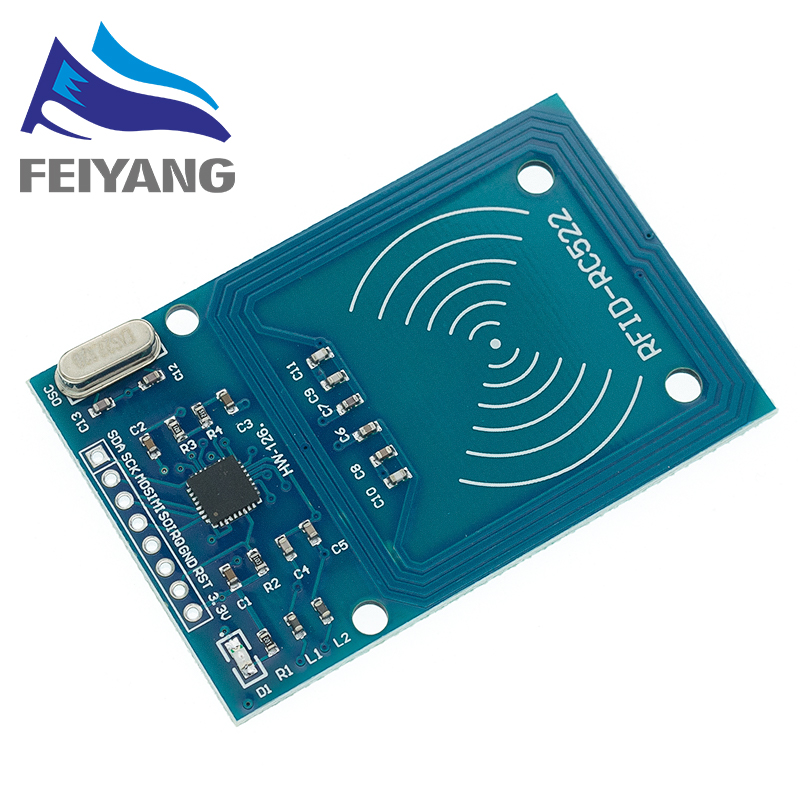 FEIYANG
RFID-RC522
OSC
C12
C13
C11
C9
C7
C6
C8
C10
C3
R4
R3
C2
HW-126.
SDA SCK MOSI MISO IRQ GND RST 3.3V
C5
C4
R2
C1
L2
L1
R1
D1